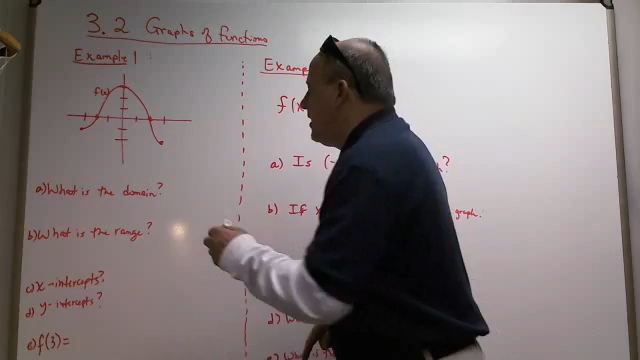 3.2 Graphs of functions
Example 1 :
f(x)
a) What is the domain?
b) What is the range?
c) x-intercepts?
d) y-intercepts?
e) f(3)=
Examp
f(x
a) Is (- ?
b) If graph.
d) W
e)